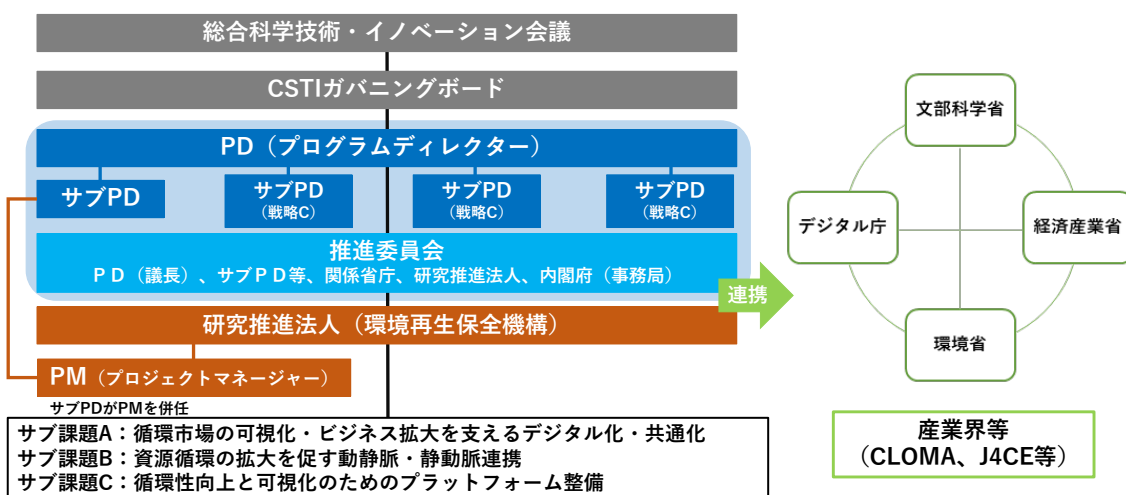 総合科学技術・イノベーション会議
CSTIガバニングボード
PD（プログラムディレクター）
サブPD
サブPD
（戦略C）
サブPD
（戦略C）
サブPD
（戦略C）
推進委員会
ＰＤ（議長）、サブＰＤ等、関係省庁、研究推進法人、内閣府（事務局）
連携
研究推進法人（環境再生保全機構）
PM（プロジェクトマネージャー）
サブPDがPMを併任
サブ課題A：循環市場の可視化・ビジネス拡大を支えるデジタル化・共通化
サブ課題B：資源循環の拡大を促す動静脈・静動脈連携
サブ課題C：循環性向上と可視化のためのプラットフォーム整備
文部科学省
デジタル庁
経済産業省
環境省
産業界等
（CLOMA、J4CE等）